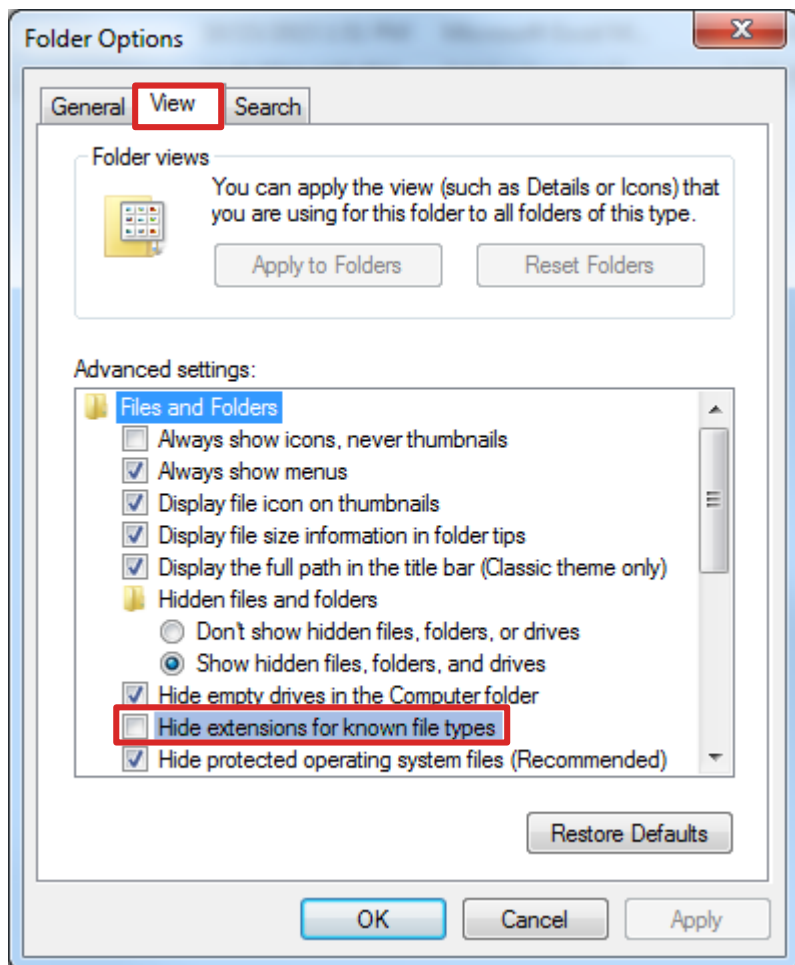 Folder Options
General View Search
Folder views
You can apply the view (such as Details or Icons) that
you are using for this folder to all folders of this type.
Apply to Folders Reset Folders
Advanced settings:
Files and Folders
Always show icons, never thumbnails
Always show menus
Display file icon on thumbnails
Display file size information in folder tips
Display the full path in the title bar (Classic theme only)
Hidden files and folders
Don't show hidden files, folders, or drives
Show hidden files, folders, and drives
Hide empty drives in the Computer folder
Hide extensions for known file types
Hide protected operating system files (Recommended)
Restore Defaults
OK Cancel Apply